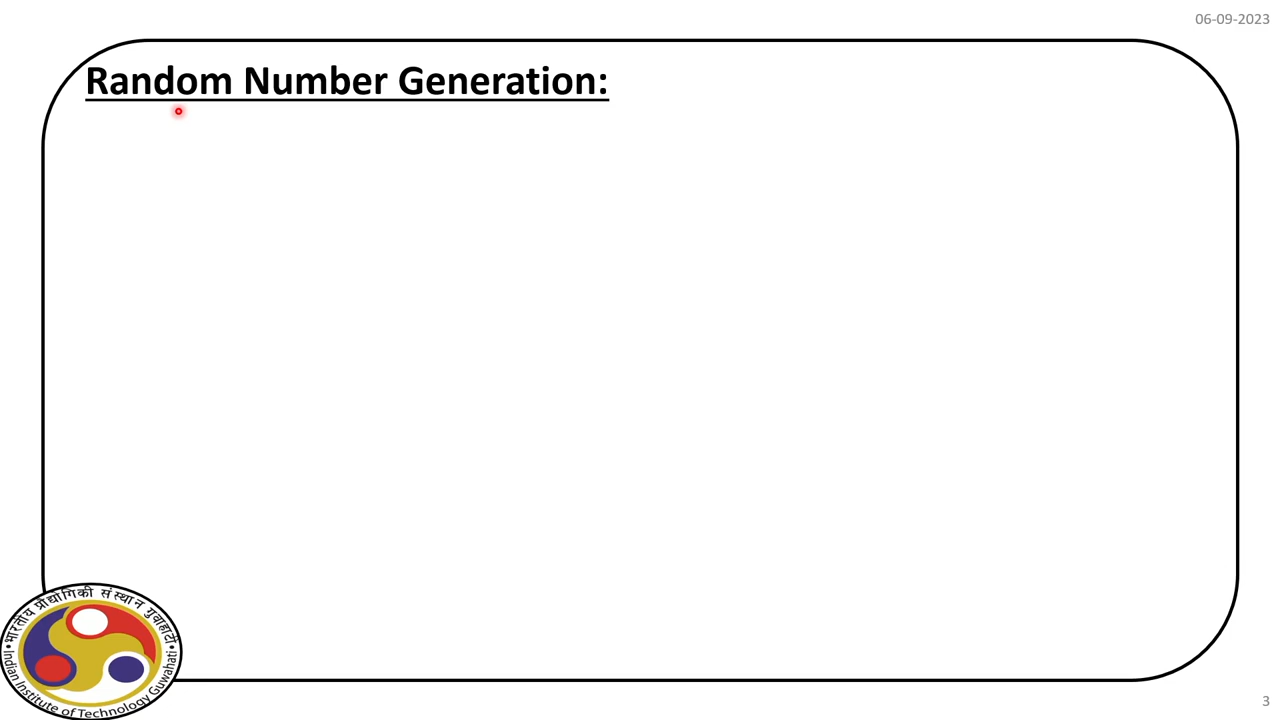 06-09-2023
Random Number Generation:
भारतीय प्रौद्योगिकी संस्थान गुवाहाटी
Indian Institute of Technology Guwahati
3